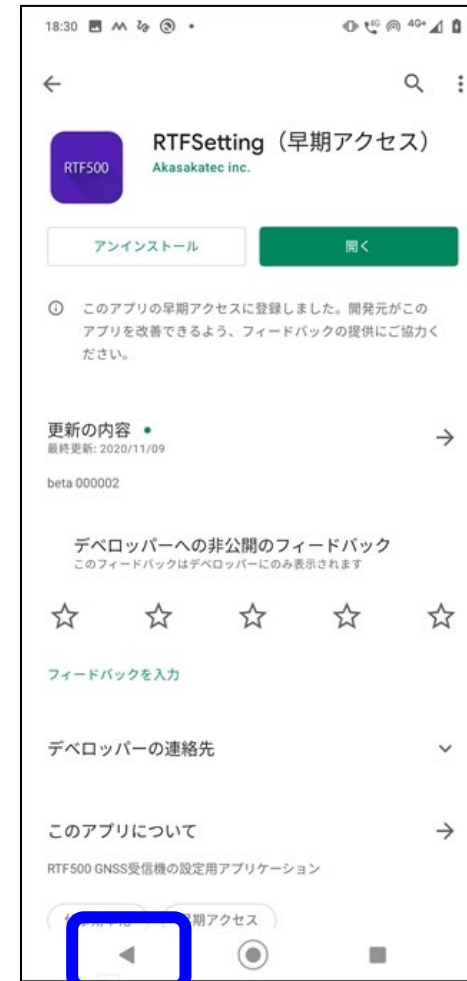 18:30
4G 4G+
RTFSetting（早期アクセス）
RTF500
Akasakatec inc.
アンインストール
開く
このアプリの早期アクセスに登録しました。開発元がこの
アプリを改善できるよう、フィードバックの提供にご協力く
ださい。
更新の内容
最終更新: 2020/11/09
beta 000002
デベロッパーへの非公開のフィードバック
このフィードバックはデベロッパーにのみ表示されます
フィードバックを入力
デベロッパーの連絡先
このアプリについて
RTF500 GNSS受信機の設定用アプリケーション
早期アクセス